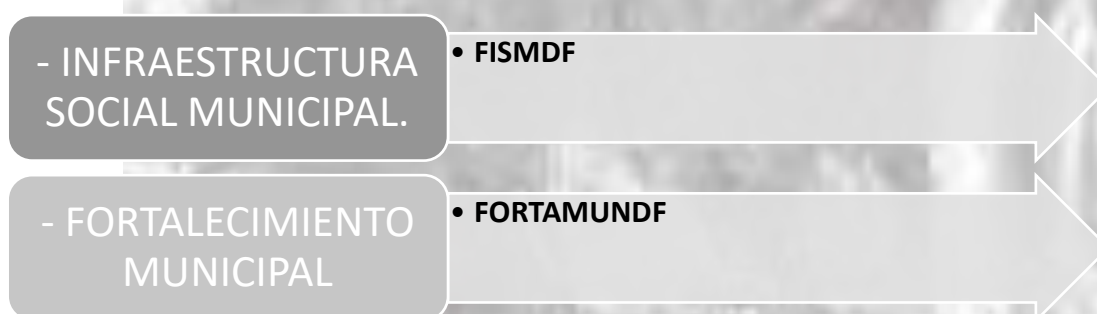 - INFRAESTRUCTURA
SOCIAL MUNICIPAL.
• FISMDF
- FORTALECIMIENTO
MUNICIPAL
• FORTAMUNDF